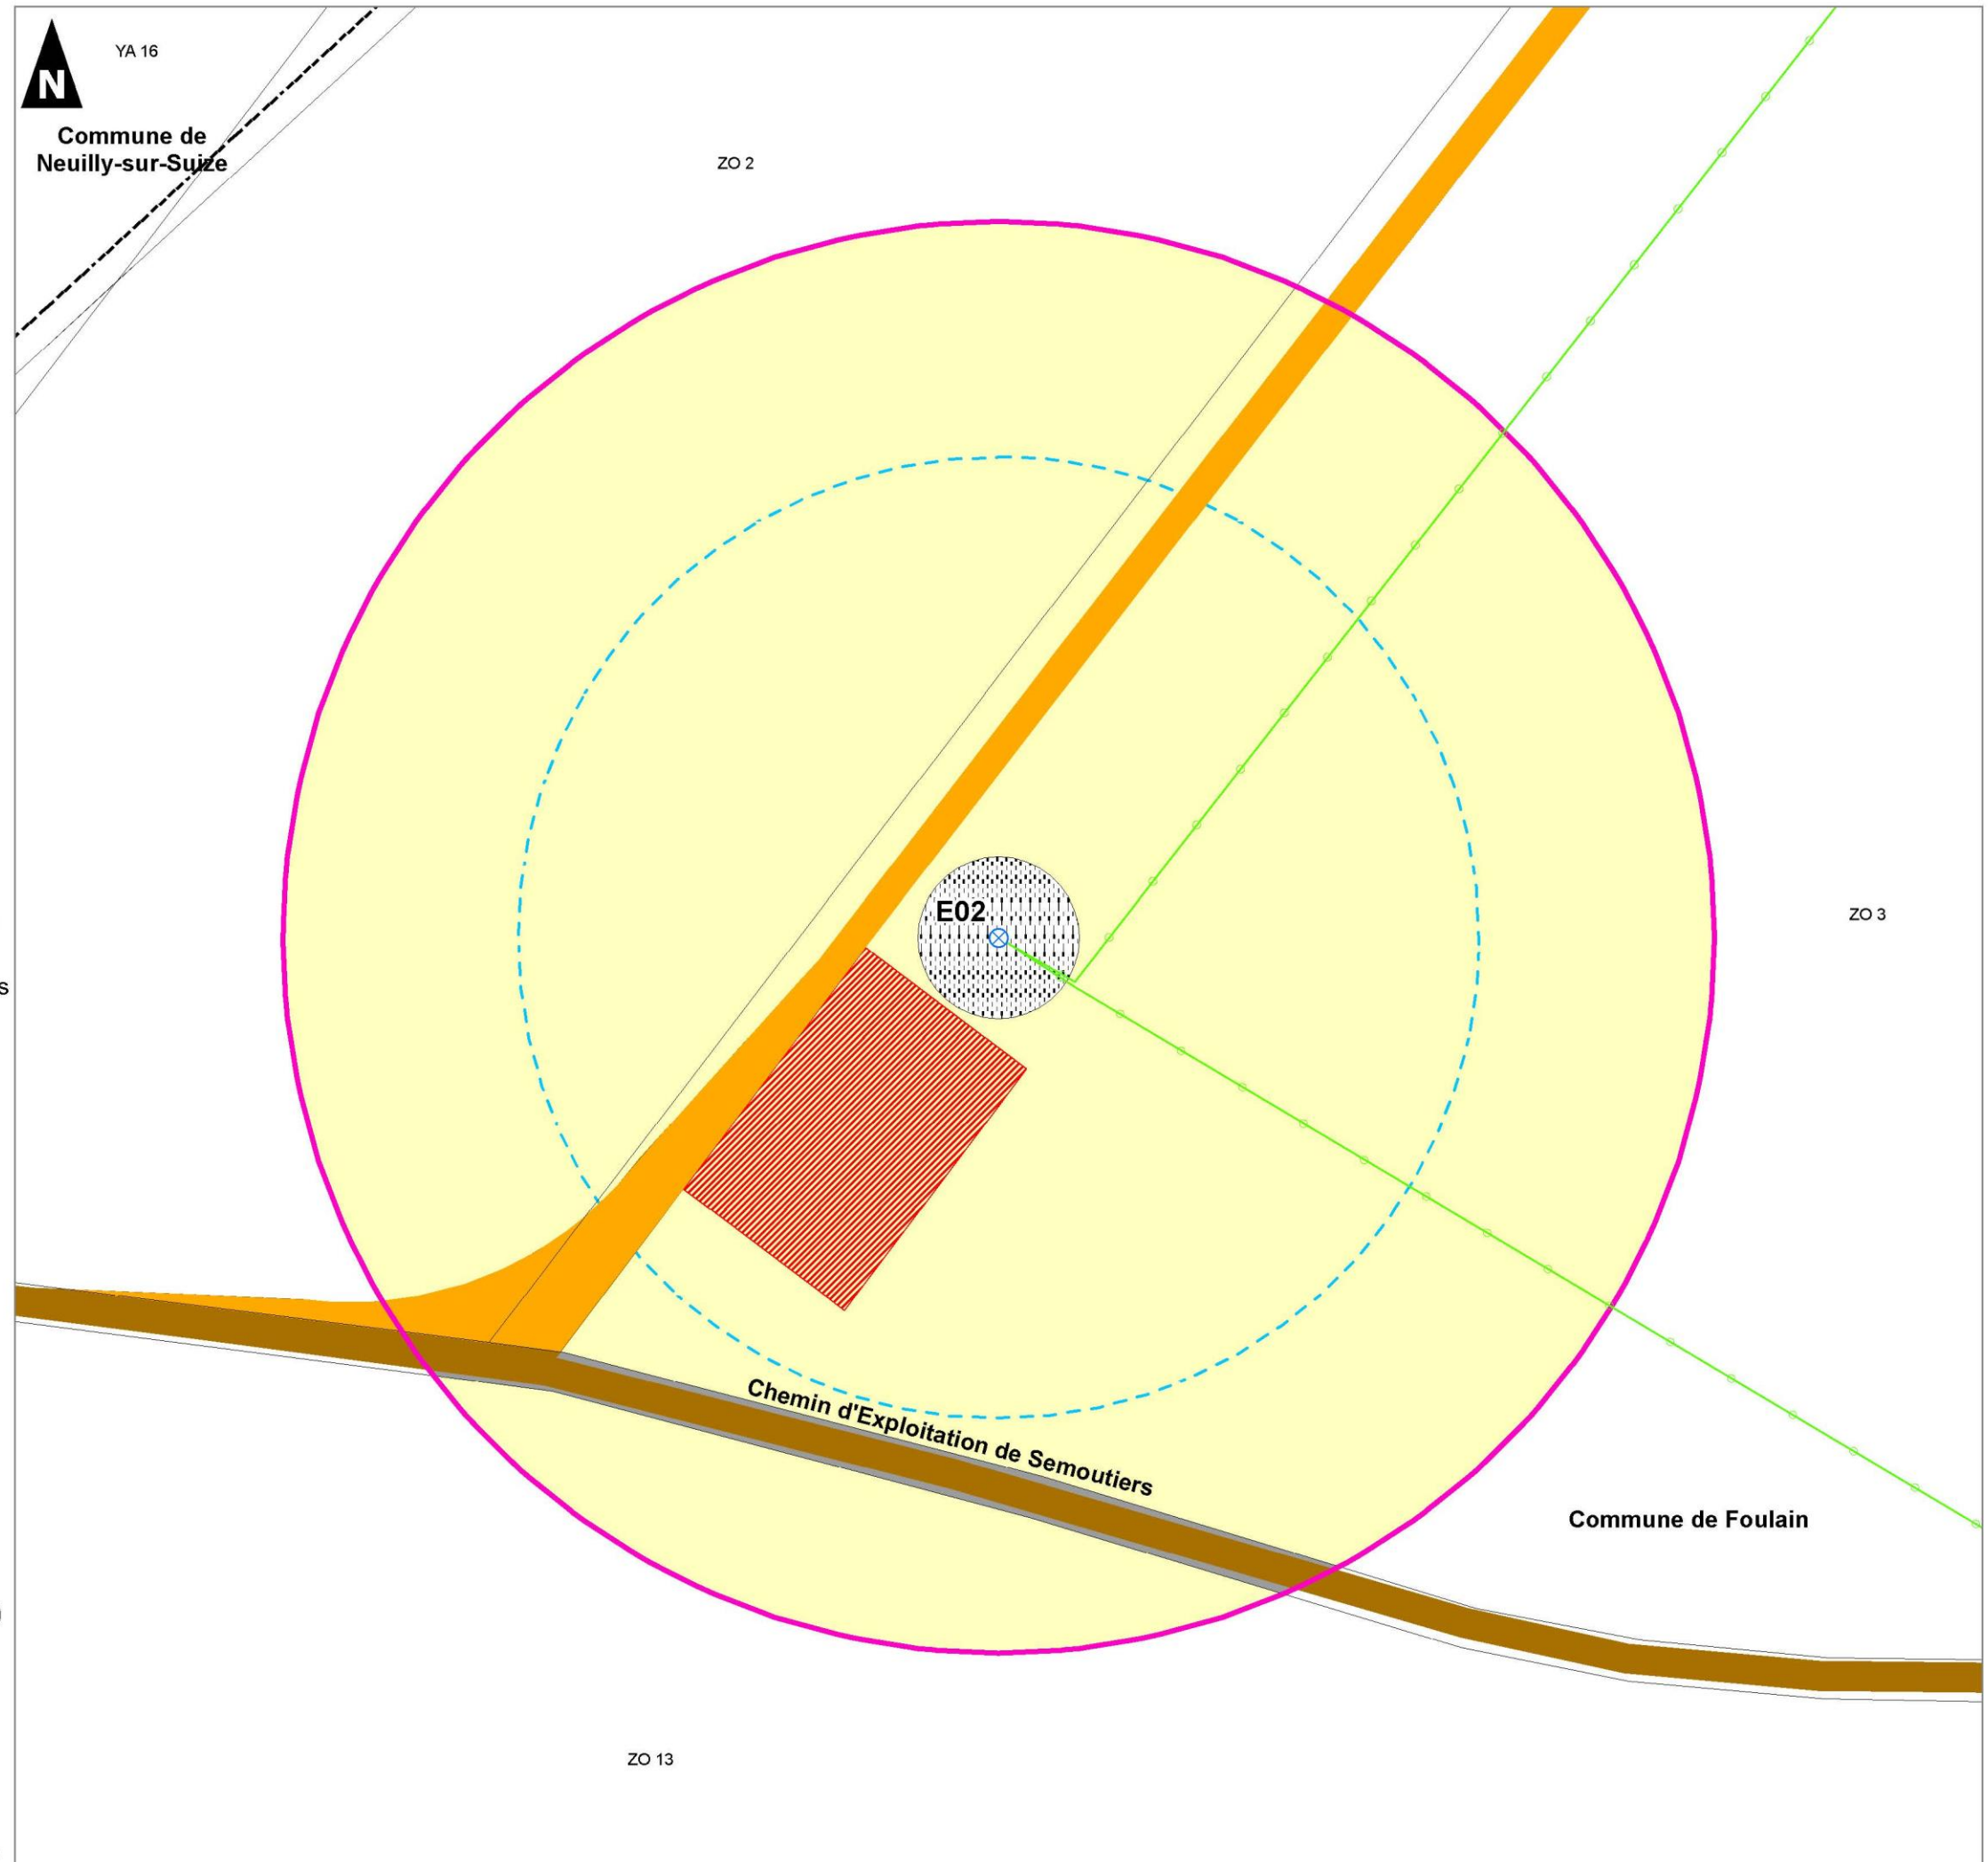 N
YA 16
Commune de
Neuilly-sur-Suize
ZO 2
E02
ZO 3
s
Chemin d'Exploitation de Semoutiers
Commune de Foulain
)
ZO 13